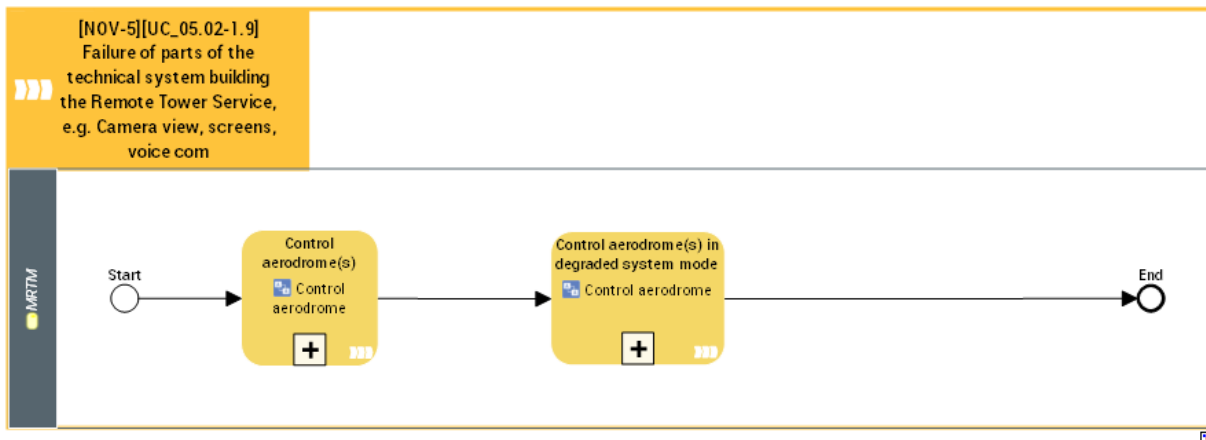 [NOV-5][UC_05.02-1.9]
Failure of parts of the
technical system building
the Remote Tower Service,
e.g. Camera view, screens,
voice com
MRTM
Start
Control
aerodrome(s)
Control
aerodrome
Control aerodrome(s) in
degraded system mode
Control aerodrome
End